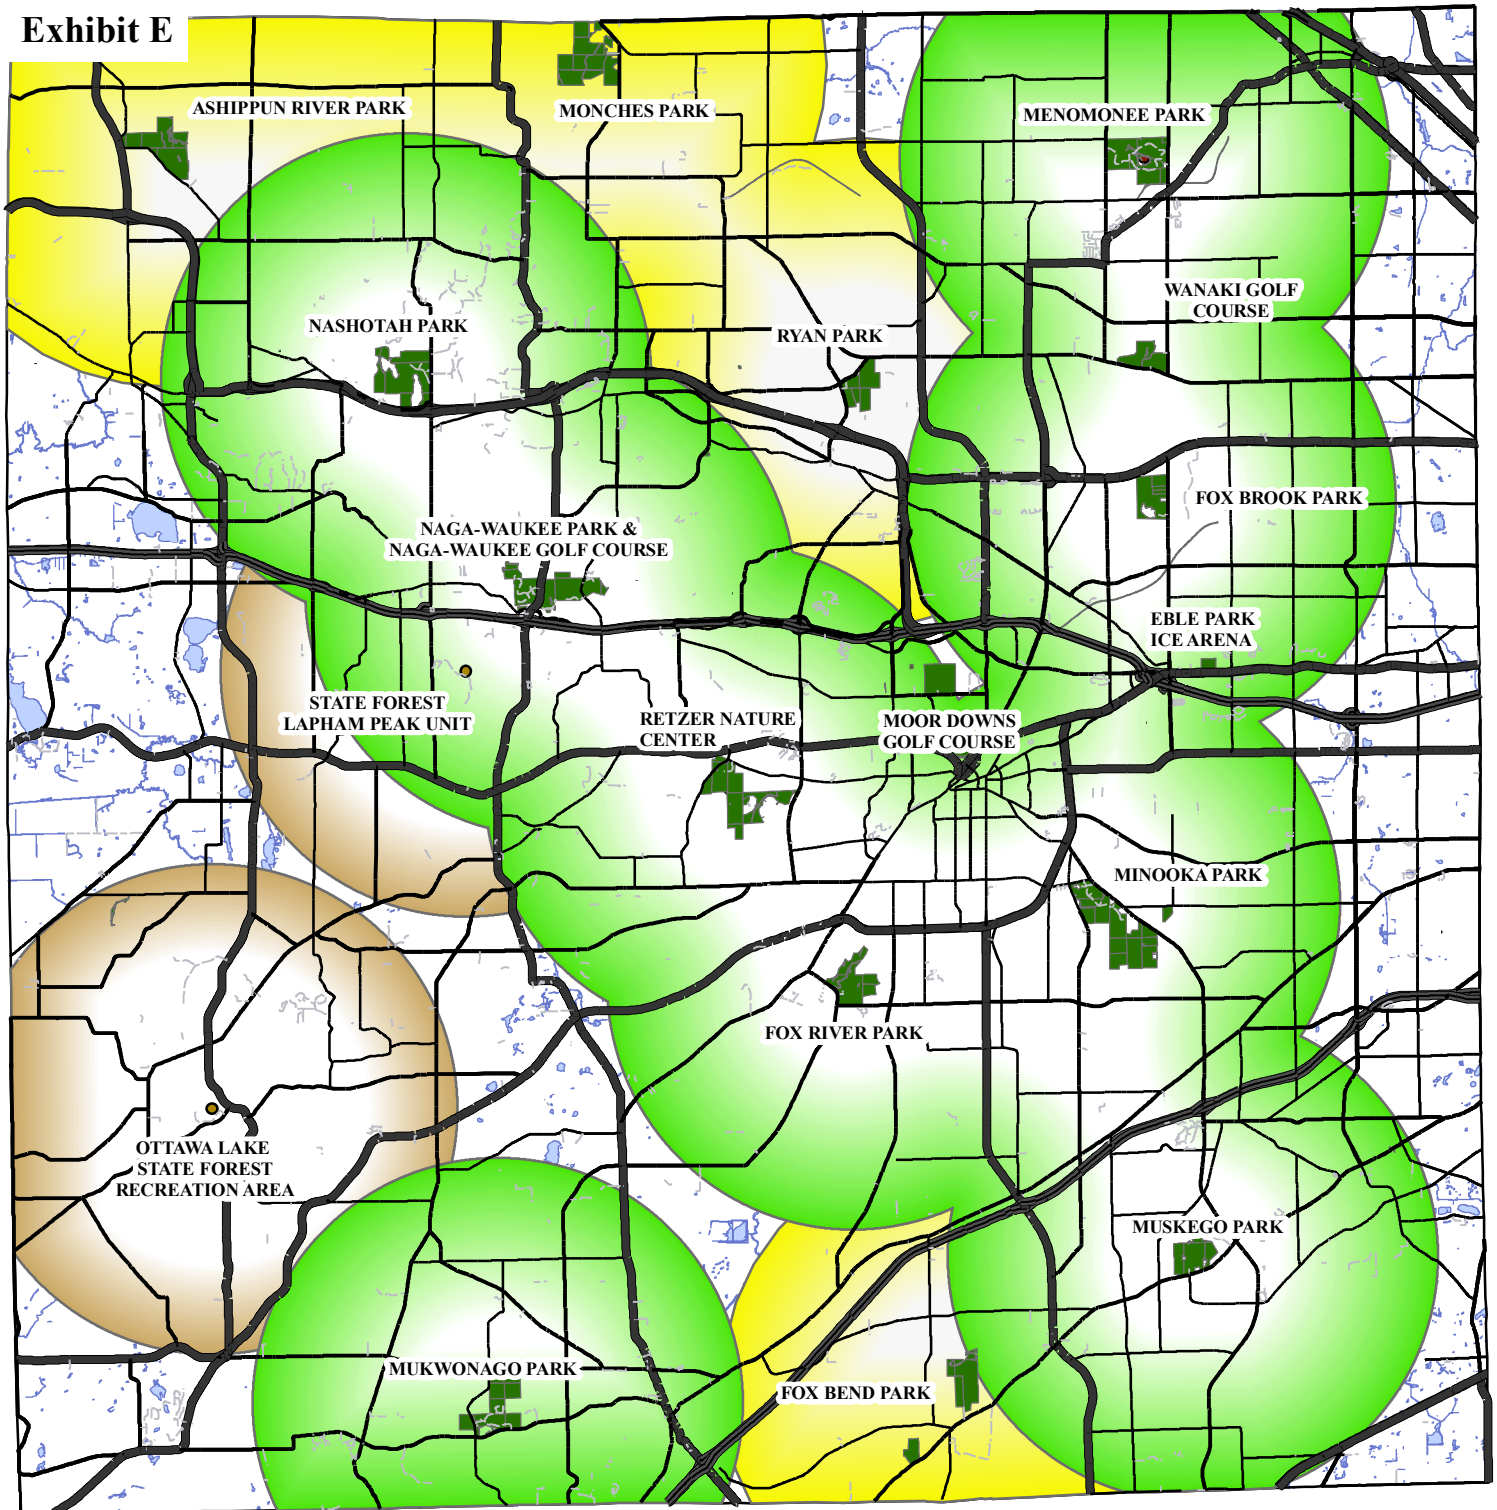 Exhibit E
ASHIPPUN RIVER PARK
MONCHES PARK
MENOMONEE PARK
WANAKI GOLF
COURSE
NASHOTAH PARK
RYAN PARK
FOX BROOK PARK
NAGA-WAUKEE PARK &
NAGA-WAUKEE GOLF COURSE
EBLE PARK
ICE ARENA
STATE FOREST
LAPHAM PEAK UNIT
RETZER NATURE
CENTER
MOOR DOWNS
GOLF COURSE
MINOOKA PARK
FOX RIVER PARK
OTTAWA LAKE
STATE FOREST
RECREATION AREA
MUSKEGO PARK
MUKWONAGO PARK
FOX BEND PARK